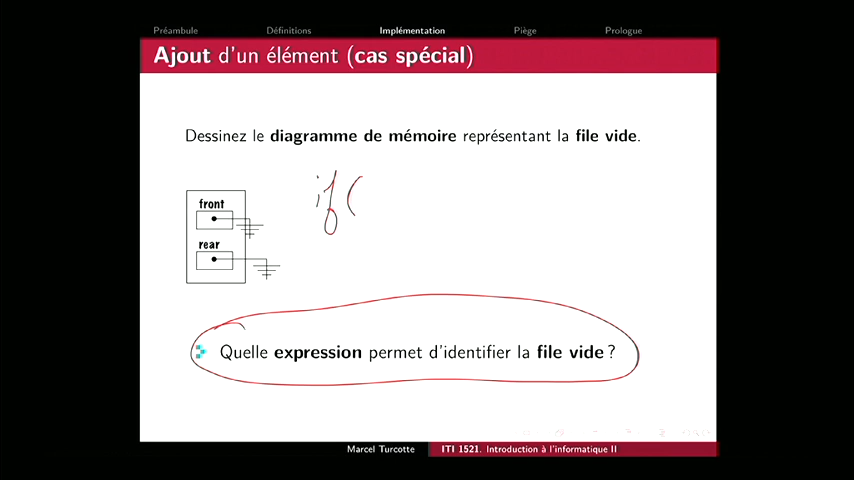 Préambule Définitions Implémentation Piège Prologue
Ajout d'un élément (cas spécial)
Dessinez le diagramme de mémoire représentant la file vide.
if (
front
rear
Quelle expression permet d'identifier la file vide ?
Marcel Turcotte ITI 1521. Introduction à l'informatique II